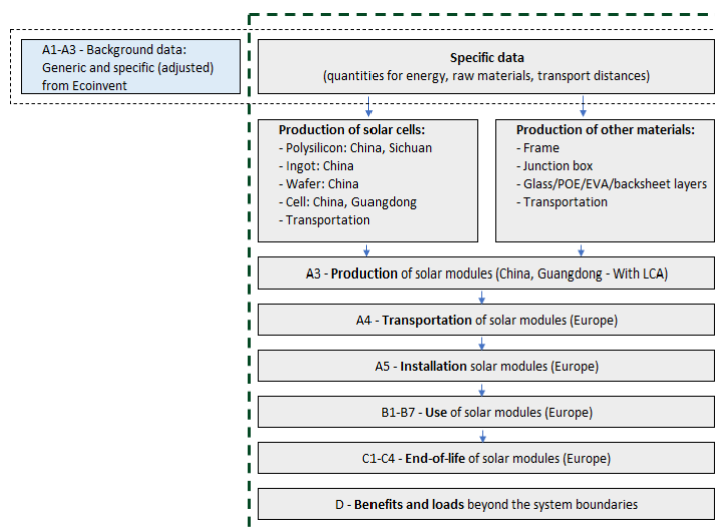 A1-A3 - Background data:
Generic and specific (adjusted)
from Ecoinvent
Specific data
(quantities for energy, raw materials, transport distances)
Production of solar cells:
- Polysilicon: China, Sichuan
- Ingot: China
- Wafer: China
- Cell: China, Guangdong
- Transportation
Production of other materials:
- Frame
- Junction box
- Glass/POE/EVA/backsheet layers
- Transportation
A3 - Production of solar modules (China, Guangdong - With LCA)
A4 - Transportation of solar modules (Europe)
A5 - Installation solar modules (Europe)
B1-B7 - Use of solar modules (Europe)
C1-C4 - End-of-life of solar modules (Europe)
D - Benefits and loads beyond the system boundaries